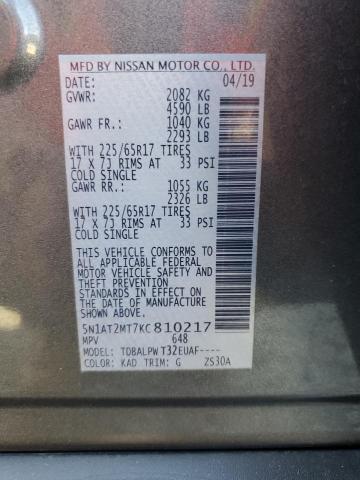 MFD BY NISSAN MOTOR CO., LTD.
DATE: 04/19
GVWR: 2082 KG
4590 LB
GAWR FR.: 1040 KG
2293 LB
WITH 225/65R17 TIRES
17 X 7J RIMS AT 33 PSI
COLD SINGLE
GAWR RR.: 1055 KG
2326 LB
WITH 225/65R17 TIRES
17 X 7J RIMS AT 33 PSI
COLD SINGLE
THIS VEHICLE CONFORMS TO
ALL APPLICABLE FEDERAL
MOTOR VEHICLE SAFETY AND
THEFT PREVENTION
STANDARDS IN EFFECT ON
THE DATE OF MANUFACTURE
SHOWN ABOVE.
5N1AT2MT7KC810217
MPV 648
MODEL: TDBALPWT32EUAF----
COLOR: KAD TRIM: G ZS30A